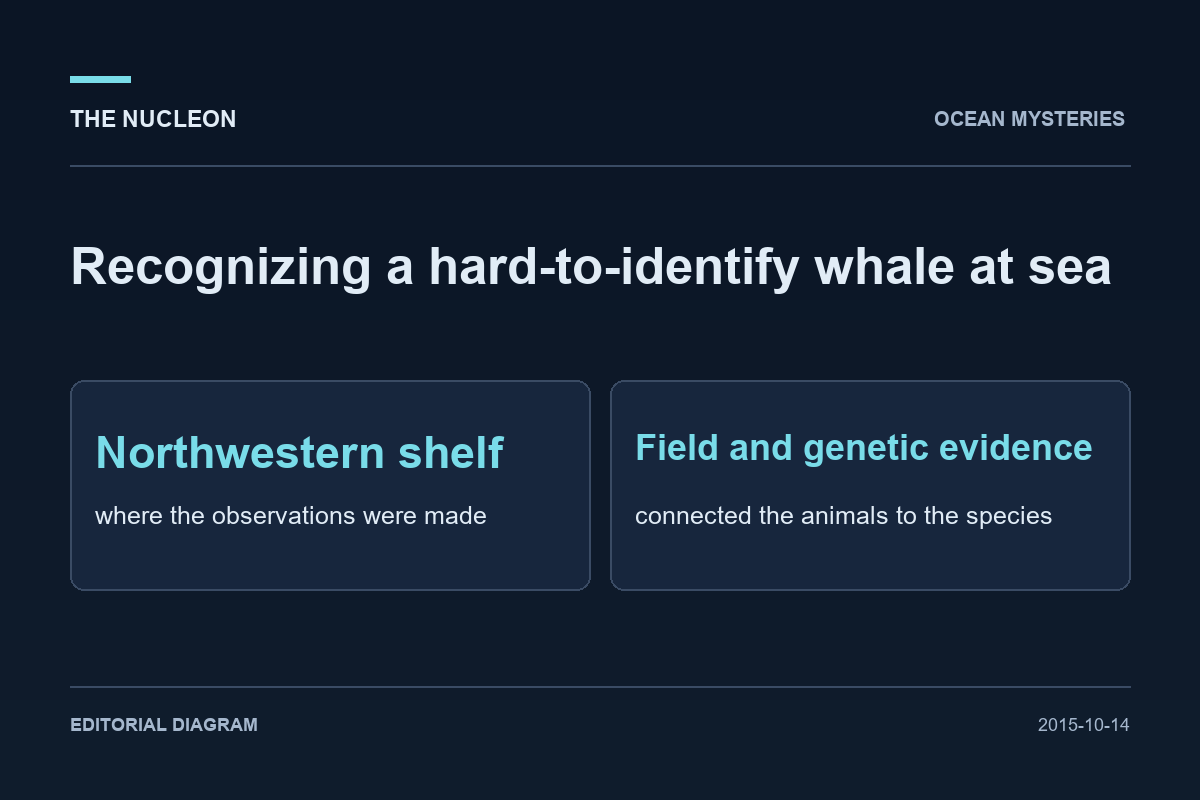 THE NUCLEON
OCEAN MYSTERIES
Recognizing a hard-to-identify whale at sea
Northwestern shelf
where the observations were made
Field and genetic evidence
connected the animals to the species
EDITORIAL DIAGRAM
2015-10-14